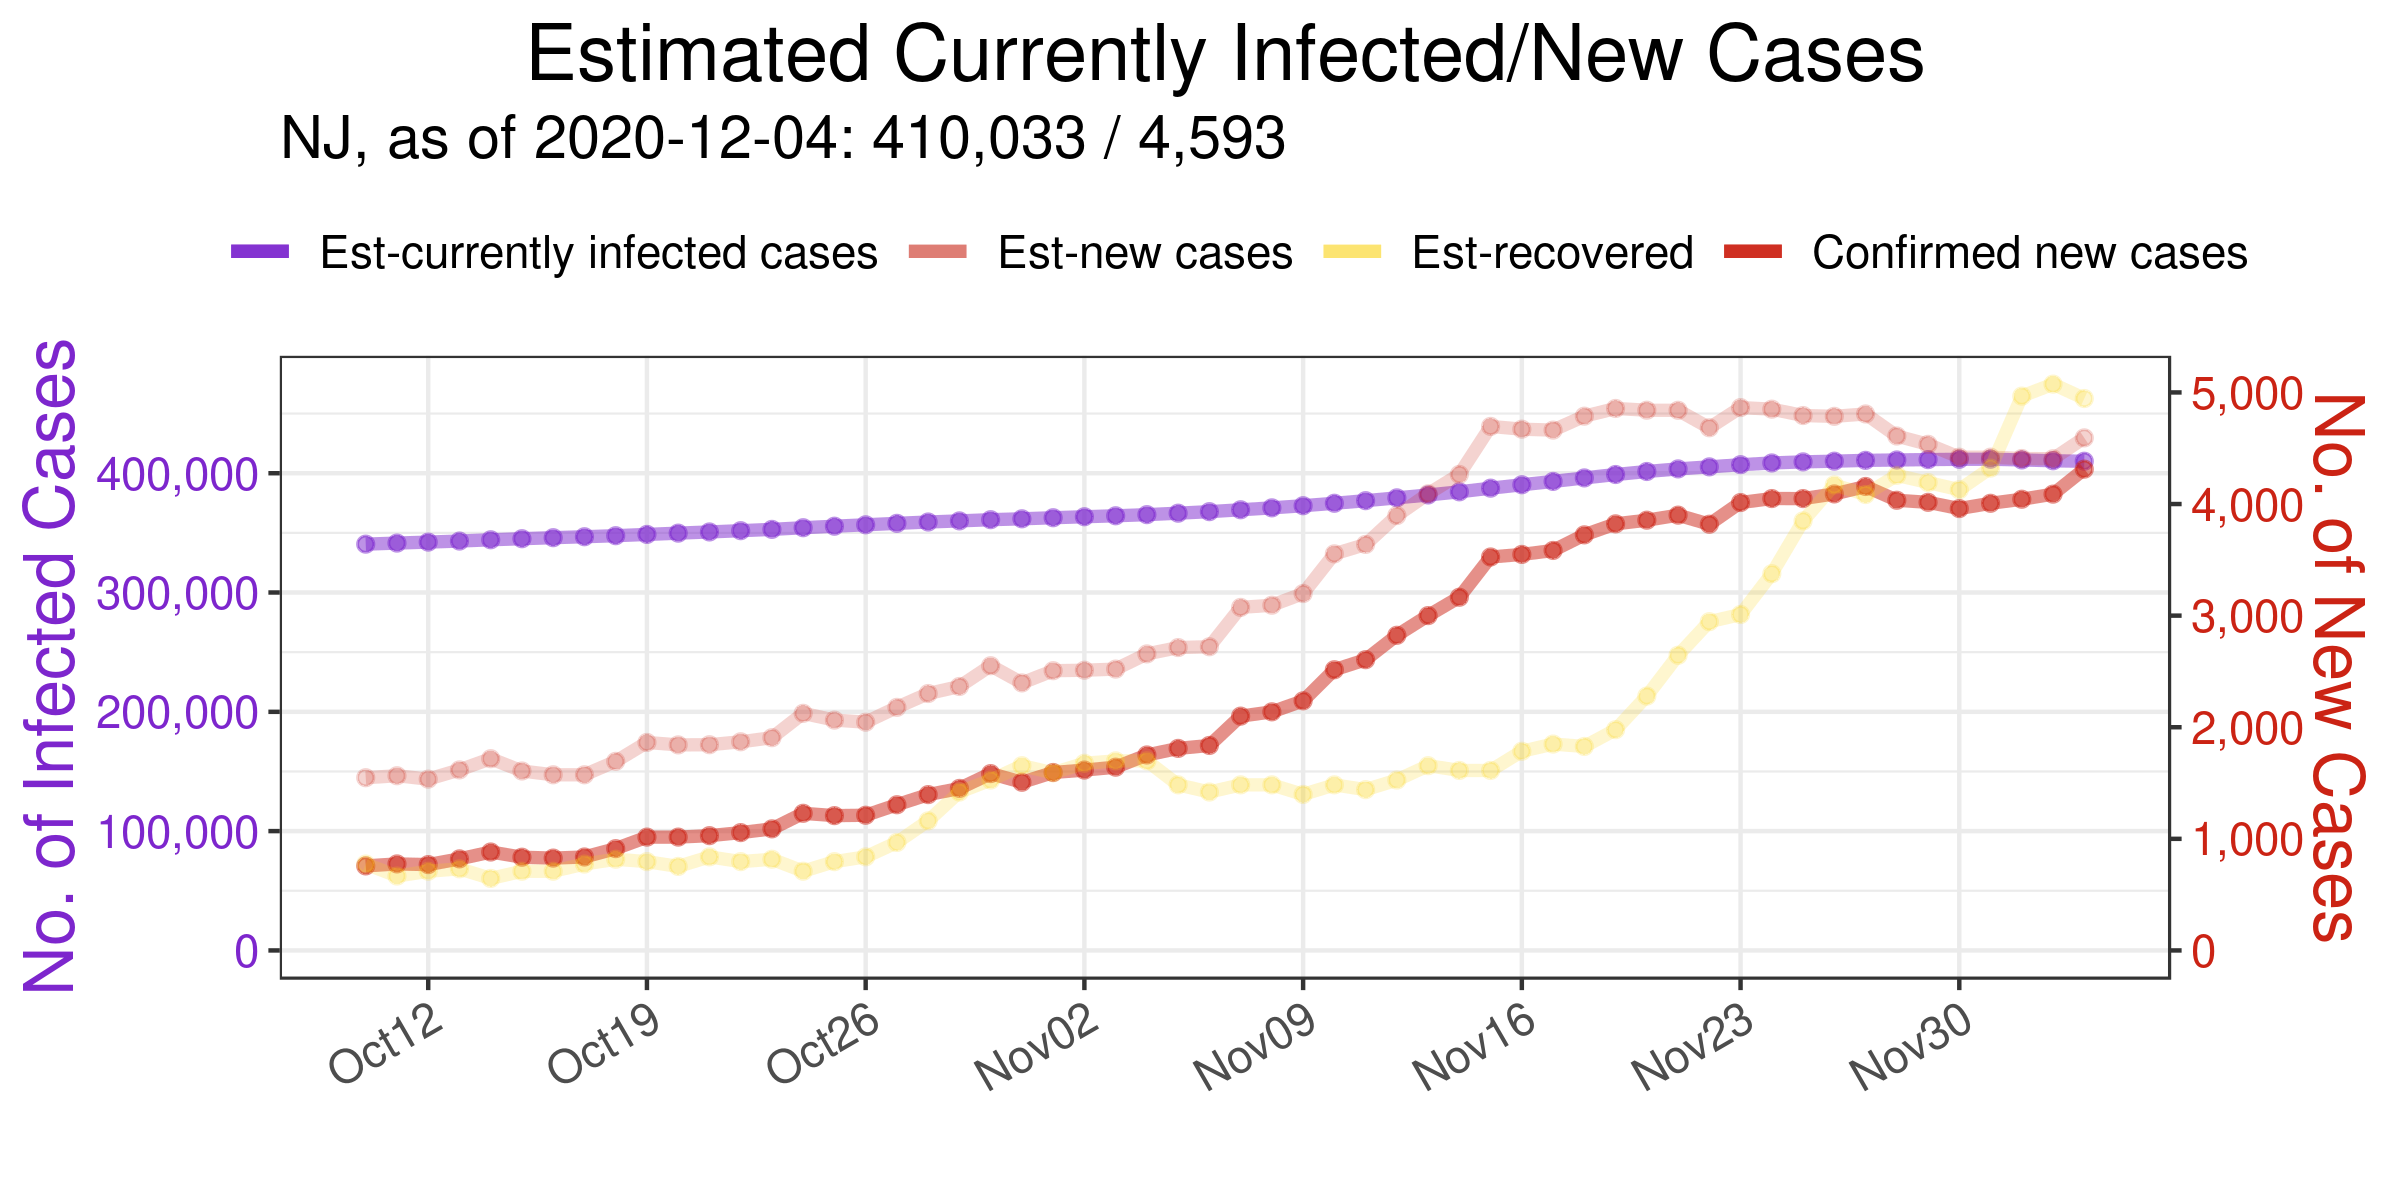 Estimated Currently Infected/New Cases
NJ, as of 2020-12-04: 410,033 / 4,593
Est-currently infected cases Est-new cases Est-recovered Confirmed new cases
No. of Infected Cases
400,000
300,000
200,000
100,000
0
5,000
4,000
3,000
2,000
1,000
0
No. of New Cases
Oct12 Oct19 Oct26 Nov02 Nov09 Nov16 Nov23 Nov30